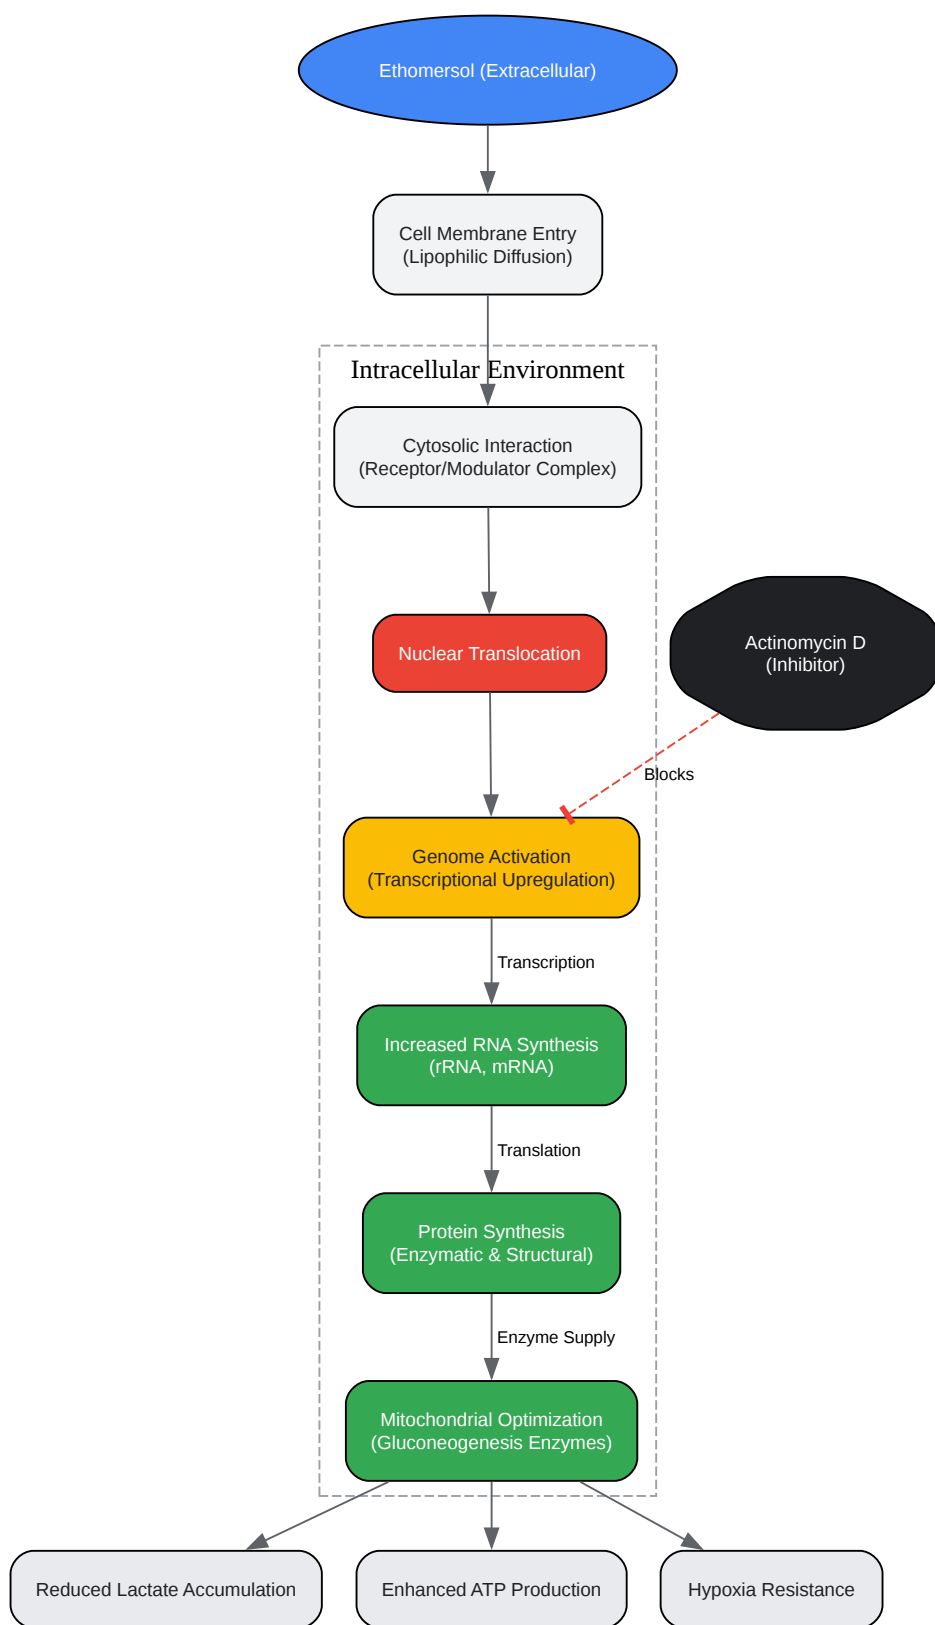 Ethomersol (Extracellular)
Cell Membrane Entry
(Lipophilic Diffusion)
Intracellular Environment
Cytosolic Interaction
(Receptor/Modulator Complex)
Nuclear Translocation
Actinomycin D
(Inhibitor)
Blocks
Genome Activation
(Transcriptional Upregulation)
Transcription
Increased RNA Synthesis
(rRNA, mRNA)
Translation
Protein Synthesis
(Enzymatic & Structural)
Enzyme Supply
Mitochondrial Optimization
(Gluconeogenesis Enzymes)
Reduced Lactate Accumulation
Enhanced ATP Production
Hypoxia Resistance